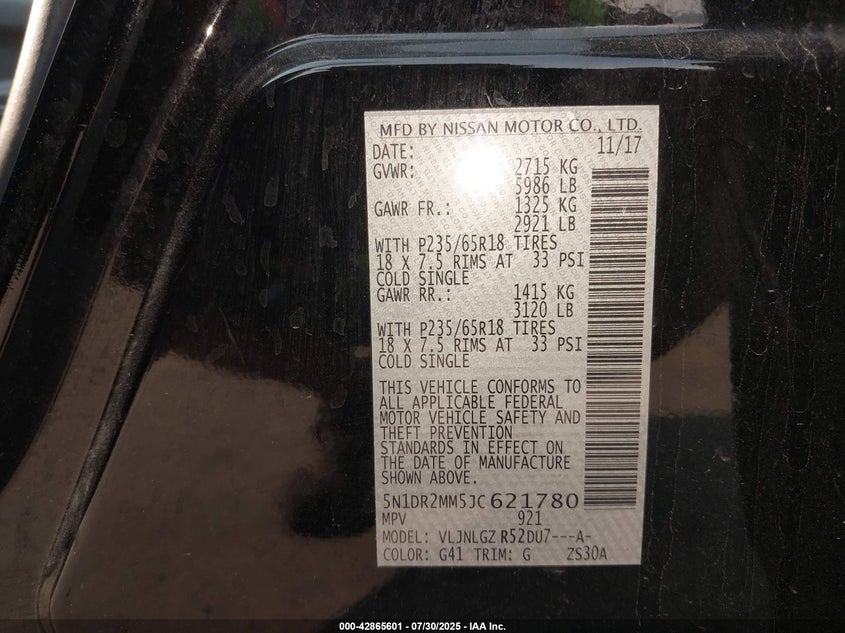 MFD BY NISSAN MOTOR CO., LTD.
DATE: 11/17
GVWR: 2715 KG
5986 LB
GAWR FR.: 1325 KG
2921 LB
WITH P235/65R18 TIRES
18 X 7.5 RIMS AT 33 PSI
COLD SINGLE
GAWR RR.: 1415 KG
3120 LB
WITH P235/65R18 TIRES
18 X 7.5 RIMS AT 33 PSI
COLD SINGLE
THIS VEHICLE CONFORMS TO
ALL APPLICABLE FEDERAL
MOTOR VEHICLE SAFETY AND
THEFT PREVENTION
STANDARDS IN EFFECT ON
THE DATE OF MANUFACTURE
SHOWN ABOVE.
5N1DR2MM5JC621780
MPV 921
MODEL: VLJNLGZ R52DU7---A-
COLOR: G41 TRIM: G ZS30A
000-42865601 / 07/30/2025 - IAA Inc.